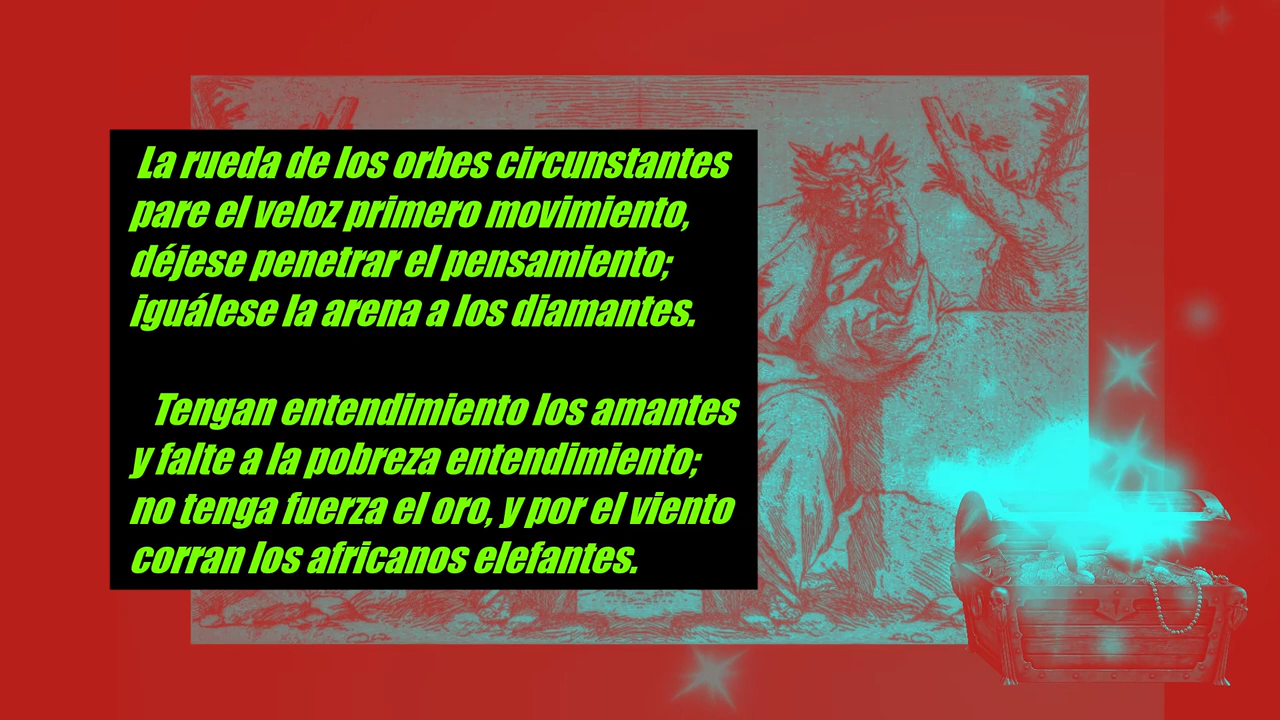 La rueda de los orbes circunstantes
pare el veloz primero movimiento,
déjese penetrar el pensamiento;
iguálese la arena a los diamantes.
Tengan entendimiento los amantes
y falte a la pobreza entendimiento;
no tenga fuerza el oro, y por el viento
corran los africanos elefantes.